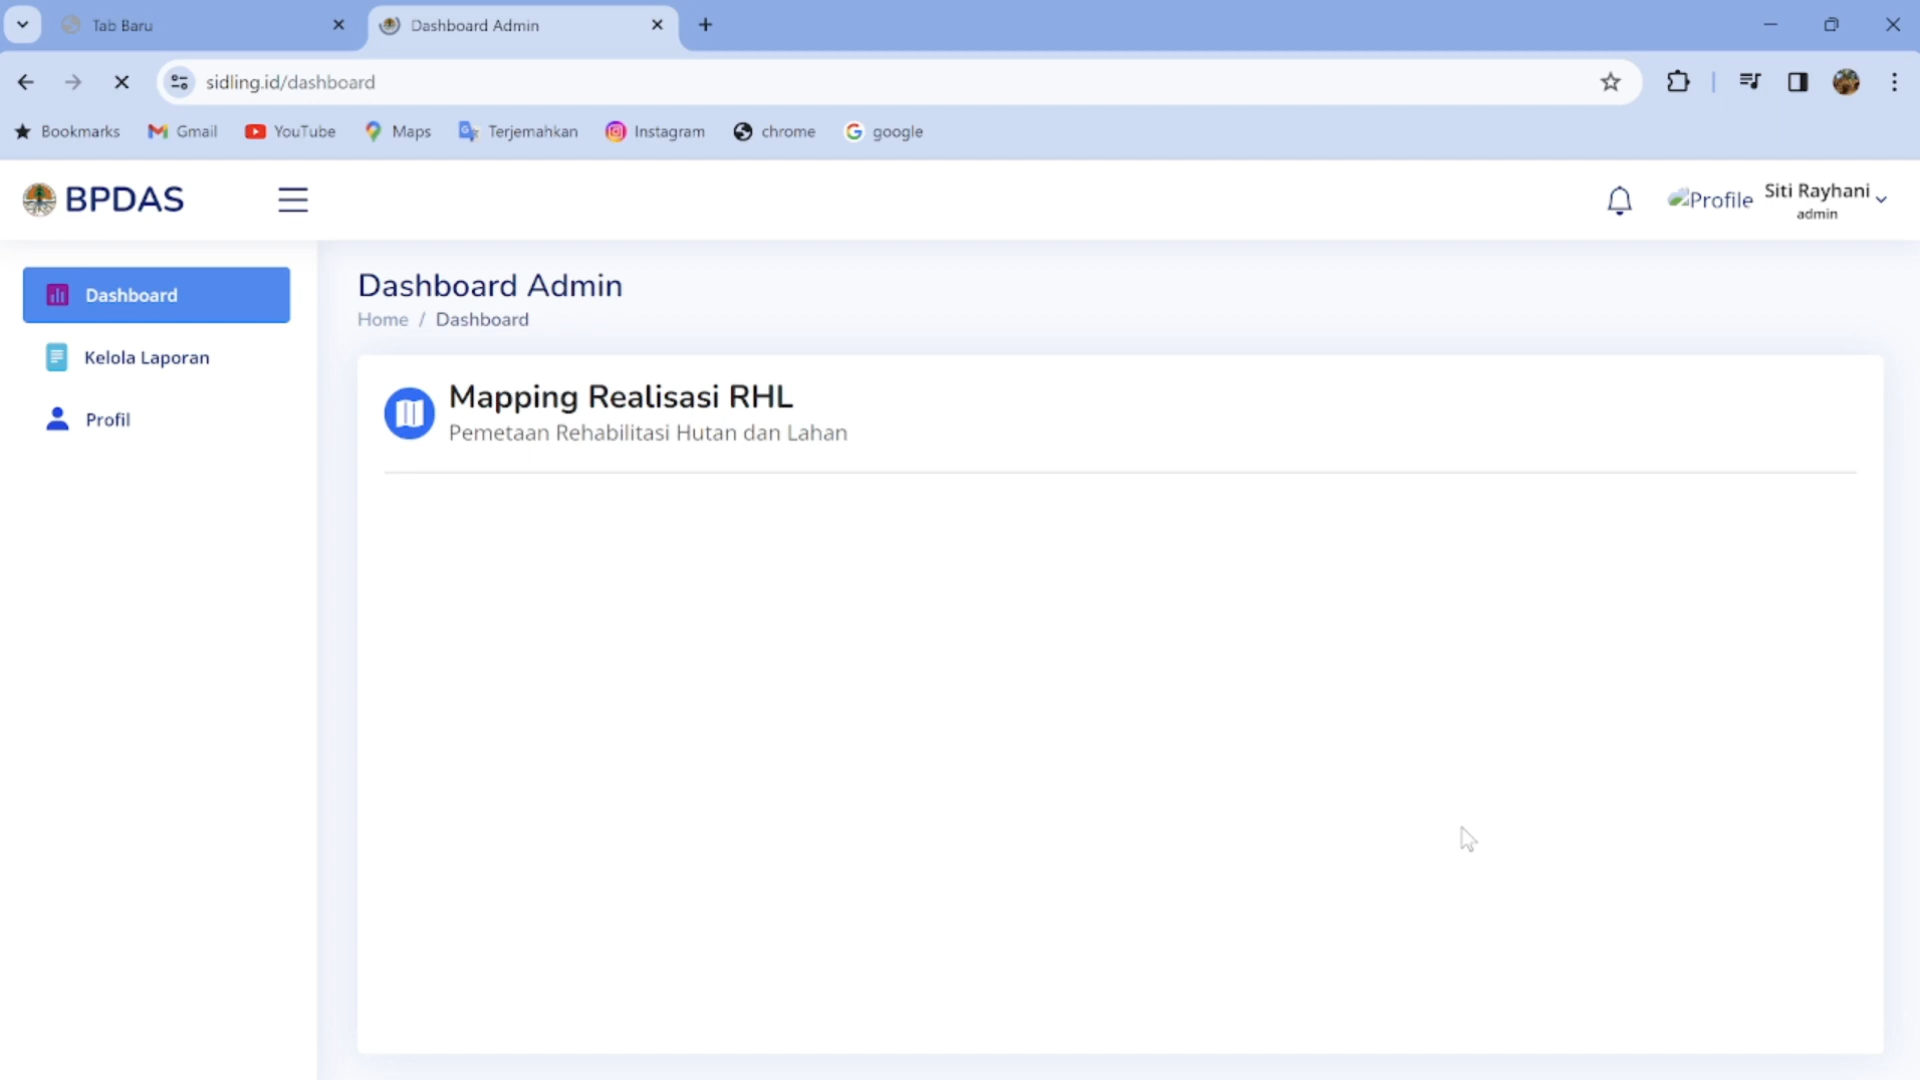 Tab Baru
Dashboard Admin
sidling.id/dashboard
Bookmarks Gmail YouTube Maps Terjemahkan Instagram chrome google
BPDAS
Profile
Siti Rayhani
admin
Dashboard
Kelola Laporan
Profil
Dashboard Admin
Home / Dashboard
Mapping Realisasi RHL
Pemetaan Rehabilitasi Hutan dan Lahan